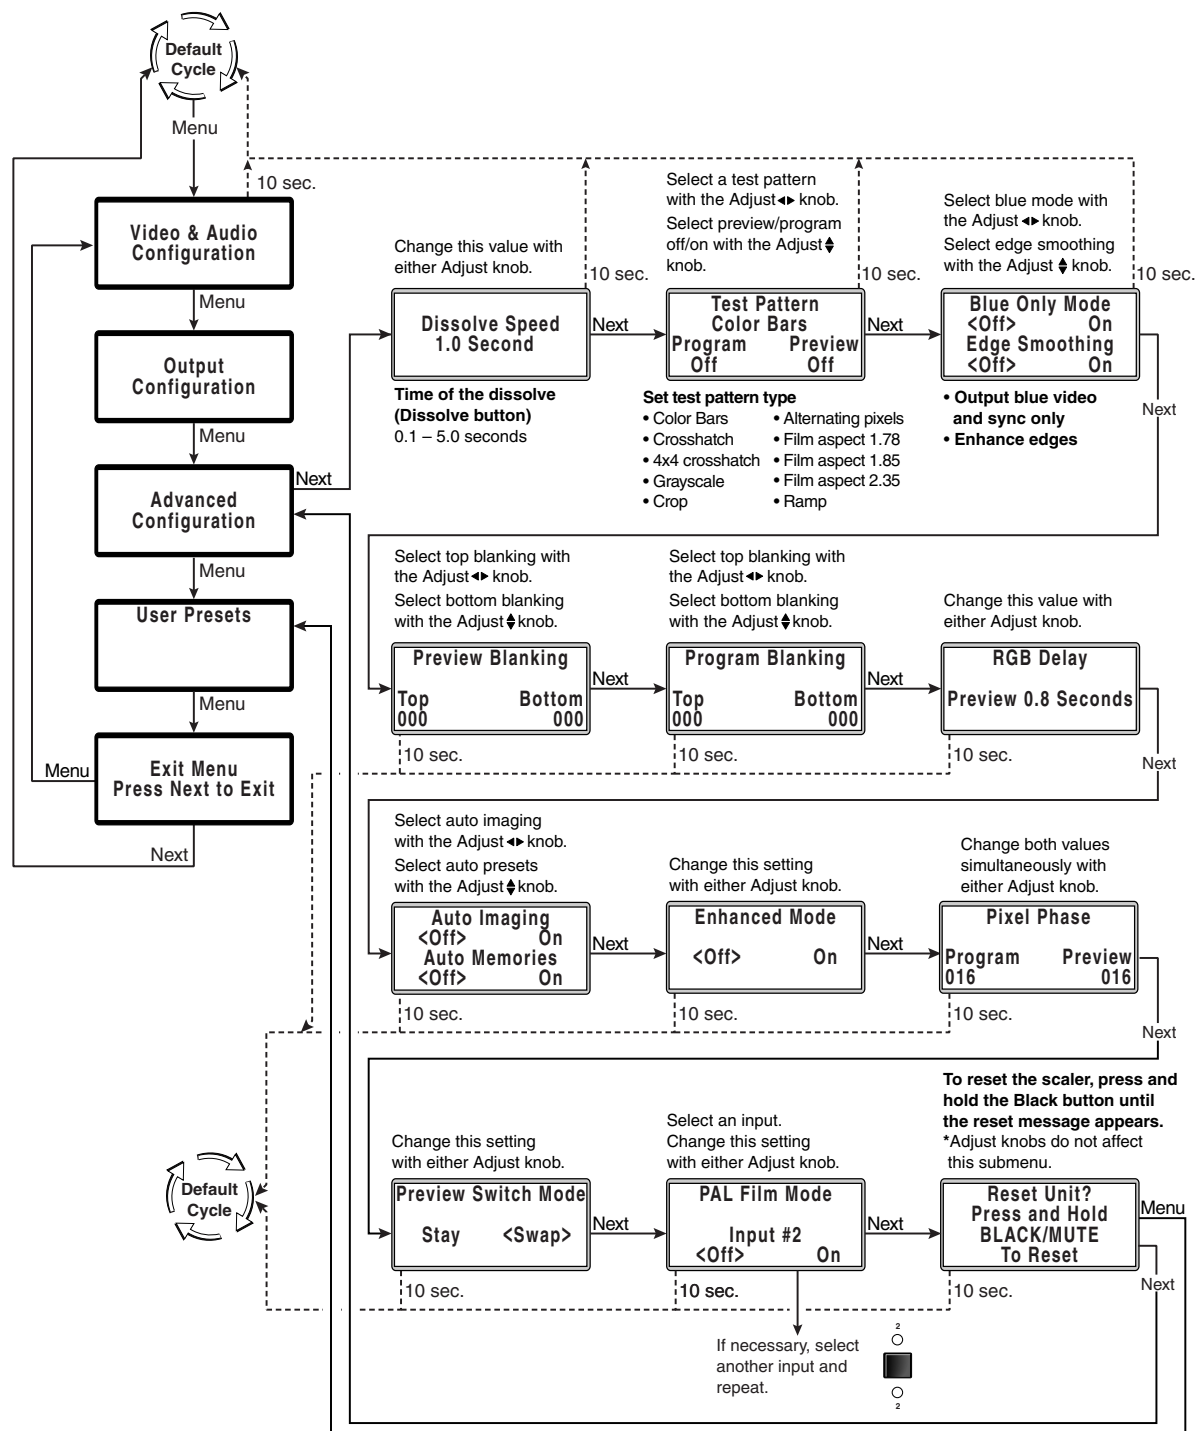 Default
Cycle
Menu
10 sec.
Video & Audio
Configuration
Menu
Output
Configuration
Menu
Advanced
Configuration
Next
Menu
User Presets
Menu
Exit Menu
Press Next to Exit
Menu
Next
Change this value with
either Adjust knob.
10 sec.
Dissolve Speed
1.0 Second
Next
Time of the dissolve
(Dissolve button)
0.1 – 5.0 seconds
Select a test pattern
with the Adjust◄► knob.
Select preview/program
off/on with the Adjust▲▼
knob.
10 sec.
Test Pattern
Color Bars
Program Preview
Off Off
Next
Set test pattern type
• Color Bars
• Crosshatch
• 4x4 crosshatch
• Grayscale
• Crop
• Alternating pixels
• Film aspect 1.78
• Film aspect 1.85
• Film aspect 2.35
• Ramp
Select blue mode with
the Adjust ◄► knob.
Select edge smoothing
with the Adjust ▲▼ knob.
10 sec.
Blue Only Mode
<Off> On
Edge Smoothing
<Off> On
• Output blue video
and sync only
• Enhance edges
Next
Select top blanking with
the Adjust◄► knob.
Select bottom blanking
with the Adjust▲▼knob.
Preview Blanking
Top Bottom
000 000
Next
10 sec.
Select top blanking with
the Adjust◄► knob.
Select bottom blanking
with the Adjust▲▼knob.
Program Blanking
Top Bottom
000 000
Next
10 sec.
Change this value with
either Adjust knob.
RGB Delay
Preview 0.8 Seconds
10 sec.
Next
Select auto imaging
with the Adjust◄► knob.
Select auto presets
with the Adjust▲▼knob.
Auto Imaging
<Off> On
Auto Memories
<Off> On
Next
10 sec.
Change this setting
with either Adjust knob.
Enhanced Mode
<Off> On
Next
10 sec.
Change both values
simultaneously with
either Adjust knob.
Pixel Phase
Program Preview
016 016
10 sec.
Next
Default
Cycle
Change this setting
with either Adjust knob.
Preview Switch Mode
Stay <Swap>
Next
10 sec.
Select an input.
Change this setting
with either Adjust knob.
PAL Film Mode
Input #2
<Off> On
Next
10 sec.
If necessary, select
another input and
repeat.
2
2
To reset the scaler, press and
hold the Black button until
the reset message appears.
*Adjust knobs do not affect
this submenu.
Reset Unit?
Press and Hold
BLACK/MUTE
To Reset
Menu
Next
10 sec.